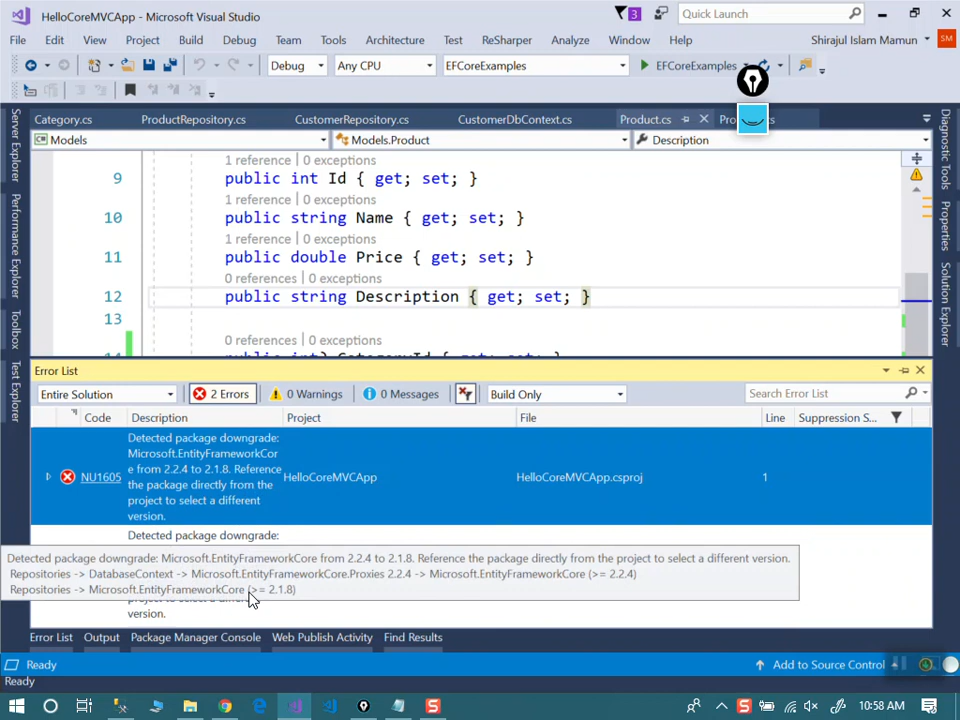 HelloCoreMVCApp - Microsoft Visual Studio
3
Quick Launch
File Edit View Project Build Debug Team Tools Architecture Test ReSharper Analyze Window Help
Shirajul Islam Mamun SM
Debug Any CPU EFCoreExamples EFCoreExamples
Category.cs ProductRepository.cs CustomerRepository.cs CustomerDbContext.cs Product.cs
Models Models.Product Description
1 reference | 0 exceptions
9 public int Id { get; set; }
1 reference | 0 exceptions
10 public string Name { get; set; }
1 reference | 0 exceptions
11 public double Price { get; set; }
0 references | 0 exceptions
12 public string Description { get; set; }
13
0 references | 0 exceptions
14 public int? CategoryId { get; set; }
Server Explorer
Performance Explorer
Toolbox
Test Explorer
Diagnostic Tools
Properties
Solution Explorer
Error List
Entire Solution 2 Errors 0 Warnings 0 Messages Build Only Search Error List
Code Description Project File Line Suppression S...
Detected package downgrade:
Microsoft.EntityFrameworkCor
e from 2.2.4 to 2.1.8. Reference
NU1605 the package directly from the HelloCoreMVCApp HelloCoreMVCApp.csproj 1
project to select a different
version.
Detected package downgrade:
Detected package downgrade: Microsoft.EntityFrameworkCore from 2.2.4 to 2.1.8. Reference the package directly from the project to select a different version.
Repositories -> DatabaseContext -> Microsoft.EntityFrameworkCore.Proxies 2.2.4 -> Microsoft.EntityFrameworkCore (>= 2.2.4)
Repositories -> Microsoft.EntityFrameworkCore (>= 2.1.8)
version.
Error List Output Package Manager Console Web Publish Activity Find Results
Ready Add to Source Control
Ready
10:58 AM